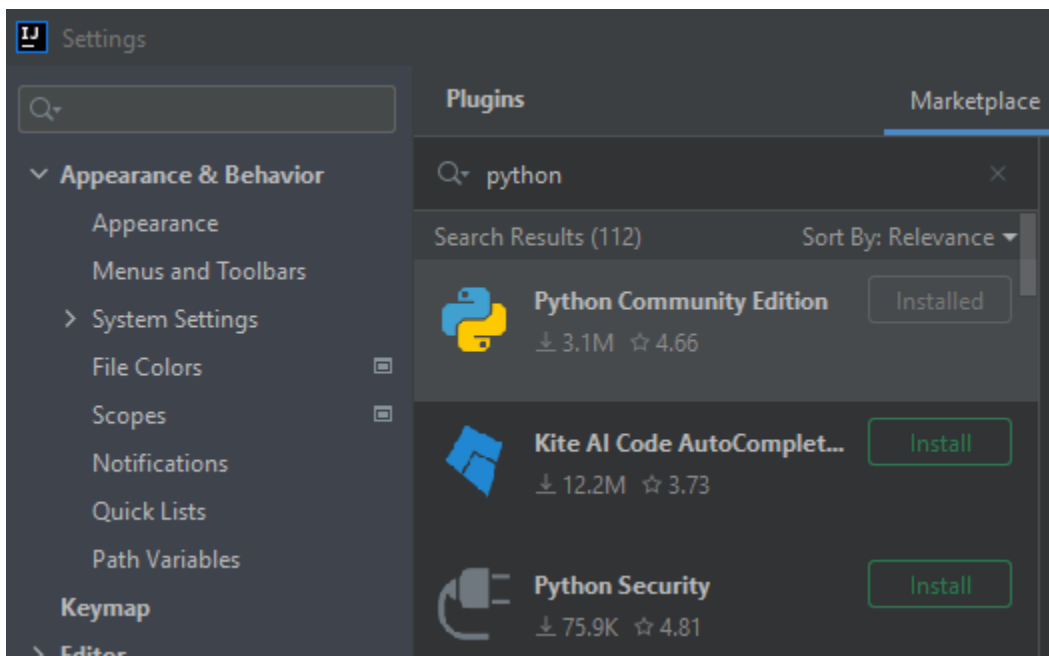 IJ
Settings
Plugins
Marketplace
Appearance & Behavior
Appearance
Menus and Toolbars
System Settings
File Colors
Scopes
Notifications
Quick Lists
Path Variables
Keymap
Editor
python
Search Results (112) Sort By: Relevance
Python Community Edition Installed
3.1M 4.66
Kite AI Code AutoComplet... Install
12.2M 3.73
Python Security Install
75.9K 4.81